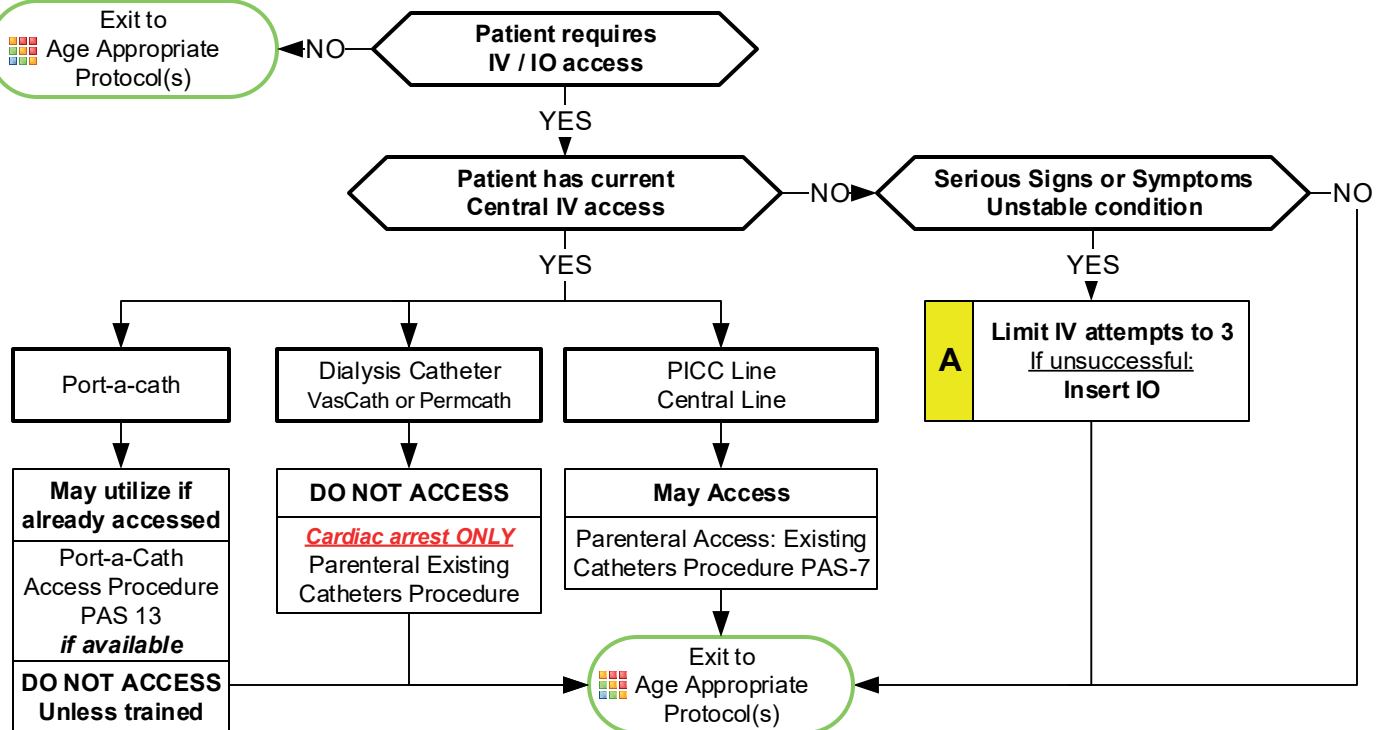 Exit to
Age Appropriate
Protocol(s)
NO
Patient requires
IV / IO access
YES
Patient has current
Central IV access
NO
Serious Signs or Symptoms
Unstable condition
NO
YES
YES
Port-a-cath
Dialysis Catheter
VasCath or Permcath
PICC Line
Central Line
A
Limit IV attempts to 3
If unsuccessful:
Insert IO
May utilize if
already accessed
Port-a-Cath
Access Procedure
PAS 13
if available
DO NOT ACCESS
Unless trained
DO NOT ACCESS
Cardiac arrest ONLY
Parenteral Existing
Catheters Procedure
May Access
Parenteral Access: Existing
Catheters Procedure PAS-7
Exit to
Age Appropriate
Protocol(s)